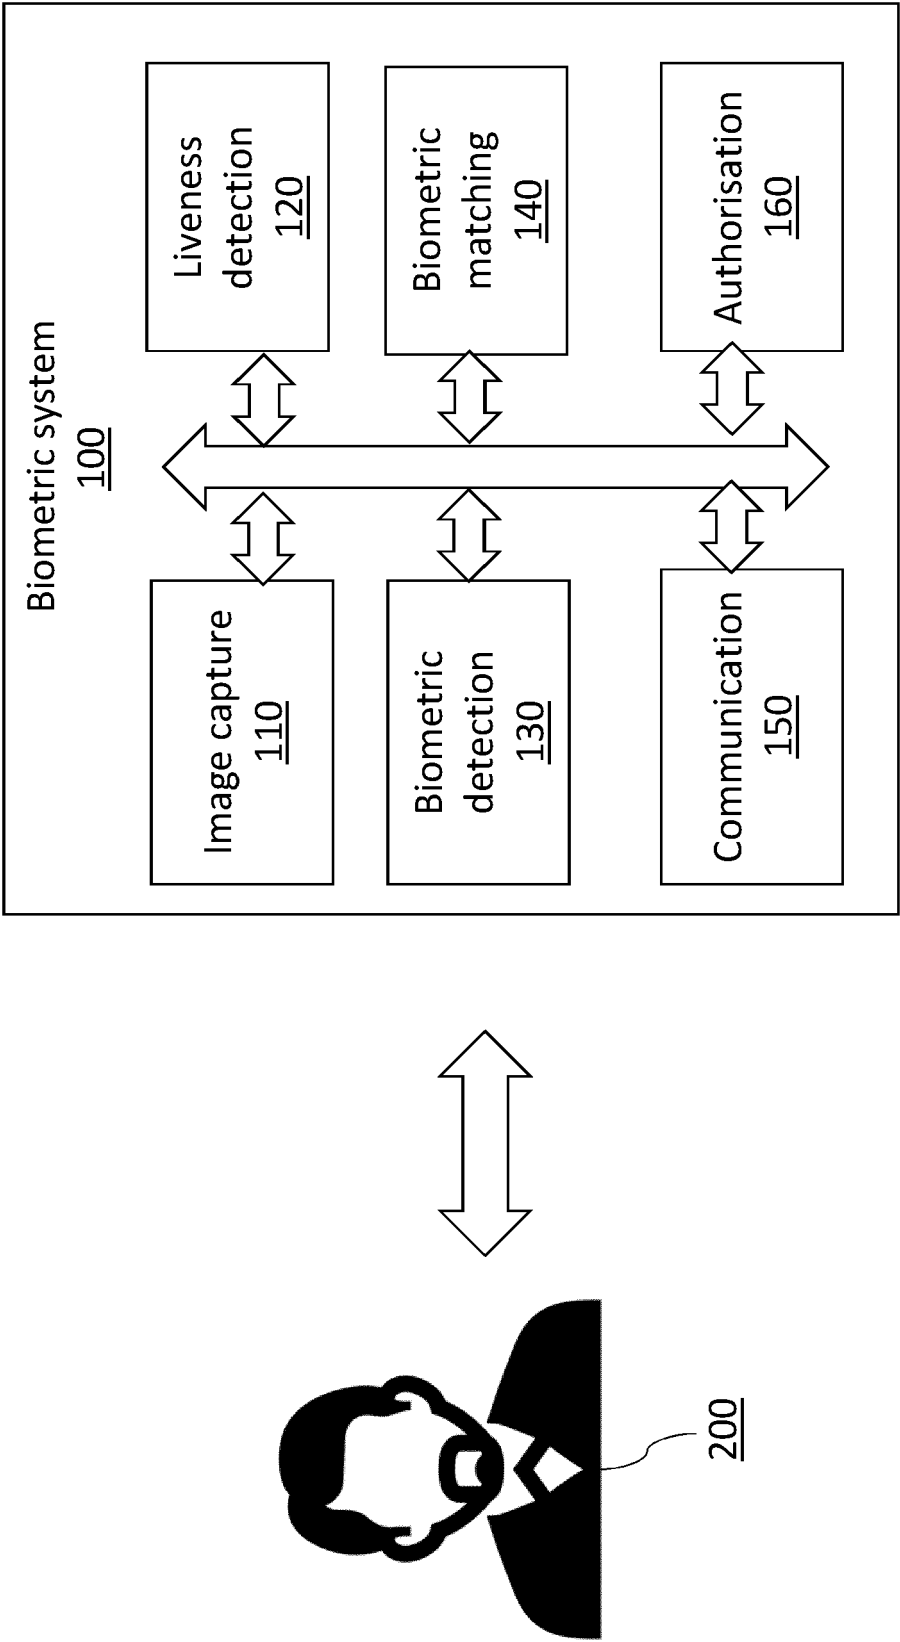 Biometric system
100
Image capture
110
Liveness
detection
120
Biometric
detection
130
Biometric
matching
140
Communication
150
Authorisation
160
200